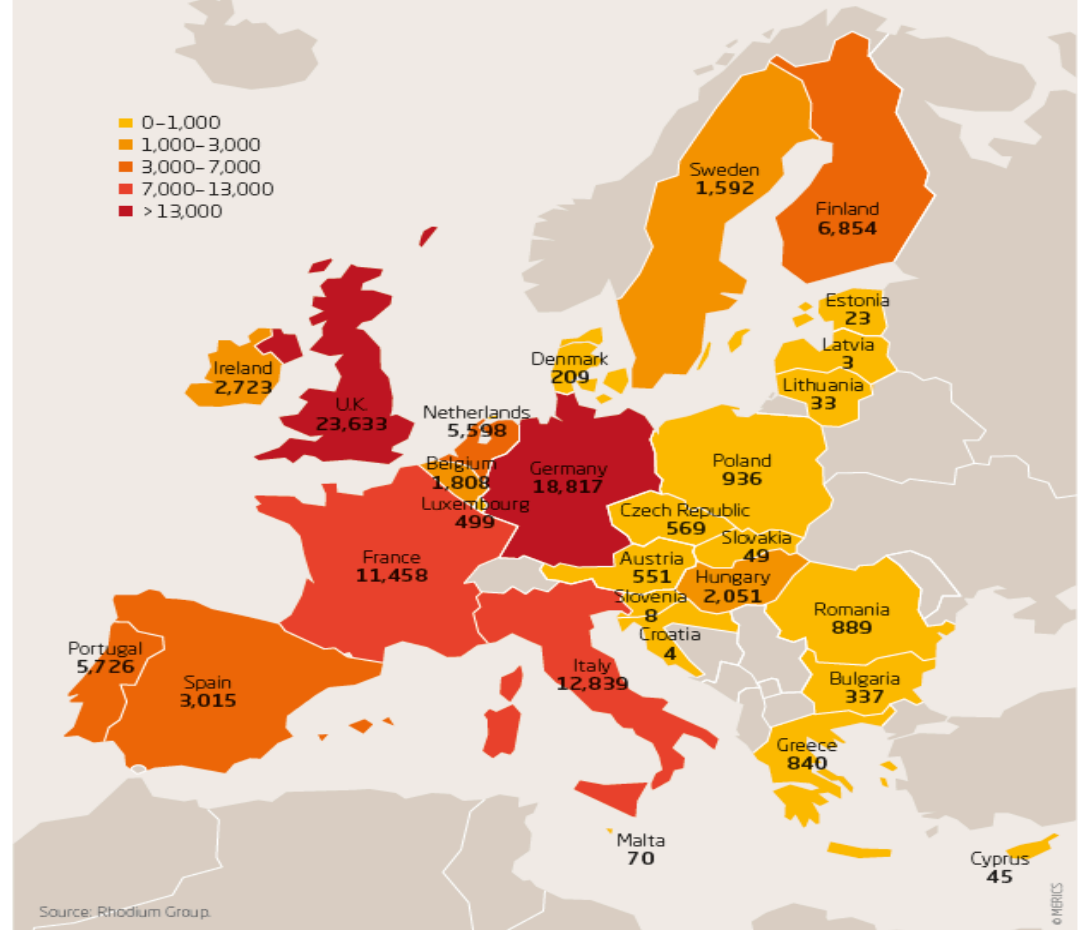 0–1,000
1,000–3,000
3,000–7,000
7,000–13,000
>13,000
Sweden
1,592
Finland
6,854
Estonia
23
Latvia
3
Lithuania
33
Denmark
209
Ireland
2,723
U.K.
23,633
Netherlands
5,598
Belgium
1,808
Luxembourg
499
Germany
18,817
Poland
936
Czech Republic
569
Slovakia
49
Austria
551
Hungary
2,051
Slovenia
8
Croatia
4
France
11,458
Romania
889
Bulgaria
337
Portugal
5,726
Spain
3,015
Italy
12,839
Greece
840
Malta
70
Cyprus
45
Source: Rhodium Group.
© MERICS